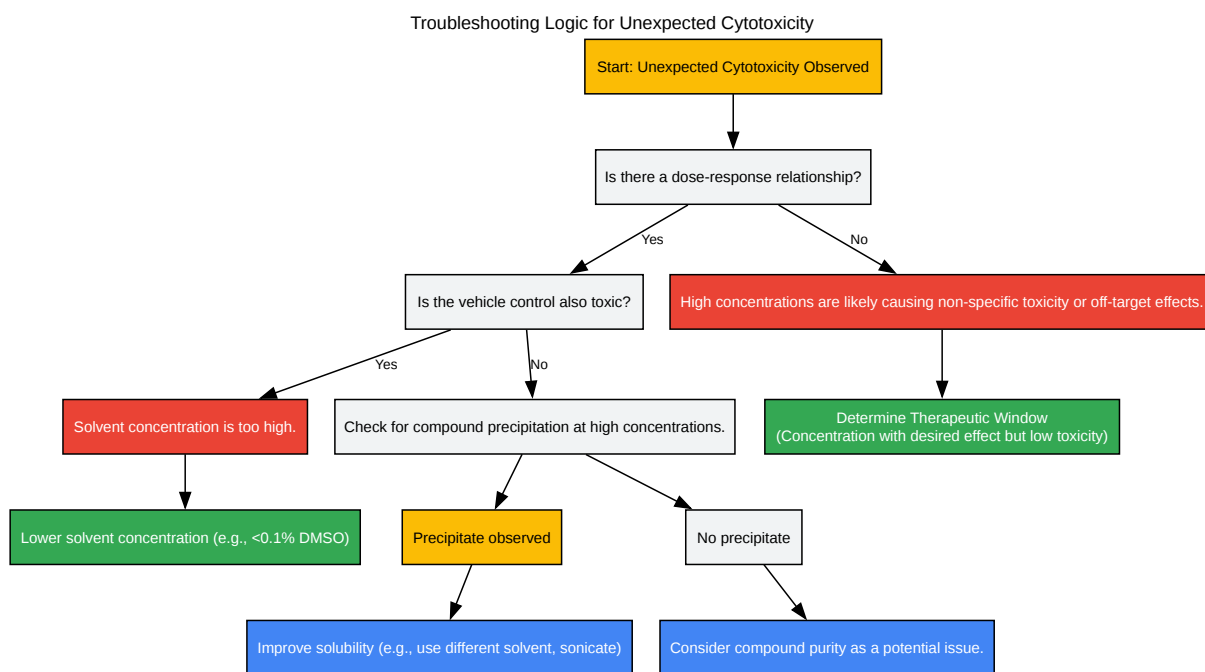 Troubleshooting Logic for Unexpected Cytotoxicity
Start: Unexpected Cytotoxicity Observed
Is there a dose-response relationship?
Yes
No
Is the vehicle control also toxic?
High concentrations are likely causing non-specific toxicity or off-target effects.
Yes
No
Solvent concentration is too high.
Check for compound precipitation at high concentrations.
Determine Therapeutic Window
(Concentration with desired effect but low toxicity)
Lower solvent concentration (e.g., <0.1% DMSO)
Precipitate observed
No precipitate
Improve solubility (e.g., use different solvent, sonicate)
Consider compound purity as a potential issue.